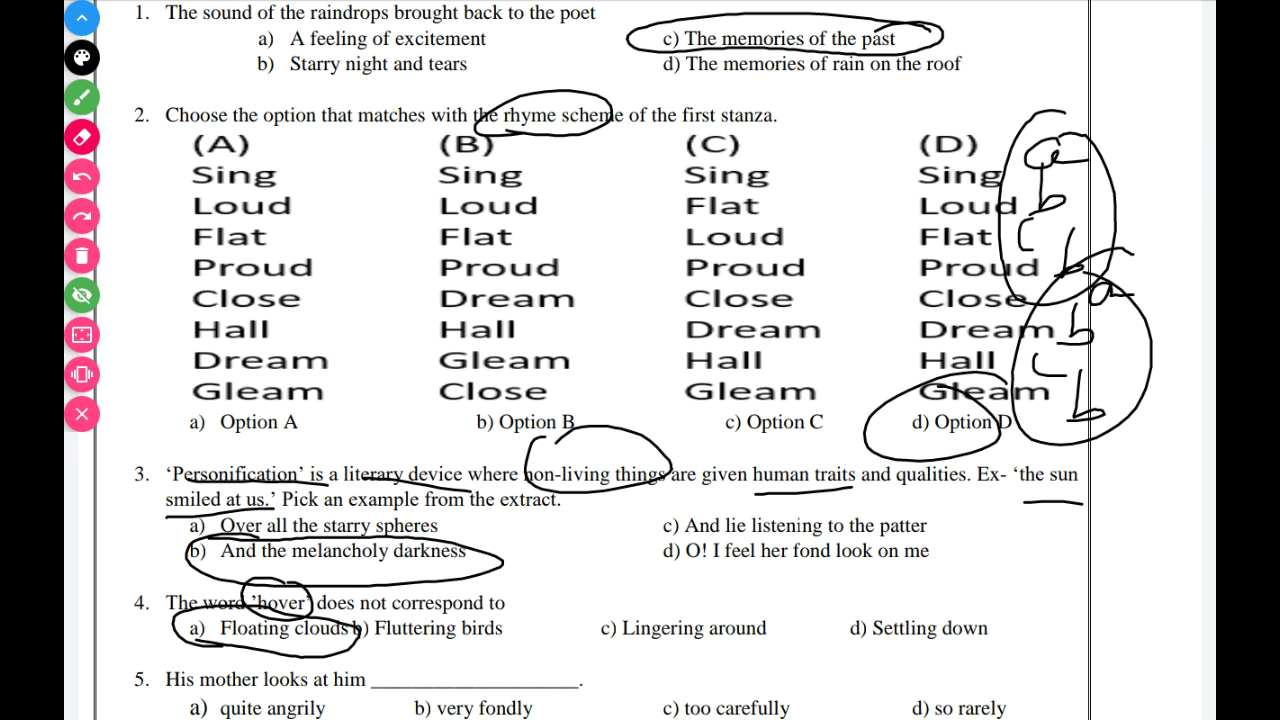 1. The sound of the raindrops brought back to the poet
a) A feeling of excitement c) The memories of the past
b) Starry night and tears d) The memories of rain on the roof
2. Choose the option that matches with the rhyme scheme of the first stanza.
(A) (B) (C) (D)
Sing Sing Sing Sing a
Loud Loud Flat Loud b
Flat Flat Loud Flat c
Proud Proud Proud Proud b
Close Dream Close Close a
Hall Hall Dream Dream b
Dream Gleam Hall Hall c
Gleam Close Gleam Gleam b
a) Option A b) Option B c) Option C d) Option D
3. ‘Personification’ is a literary device where non-living things are given human traits and qualities. Ex- ‘the sun
smiled at us.’ Pick an example from the extract.
a) Over all the starry spheres c) And lie listening to the patter
b) And the melancholy darkness d) O! I feel her fond look on me
4. The word ’hover’ does not correspond to
a) Floating clouds b) Fluttering birds c) Lingering around d) Settling down
5. His mother looks at him ____________________.
a) quite angrily b) very fondly c) too carefully d) so rarely